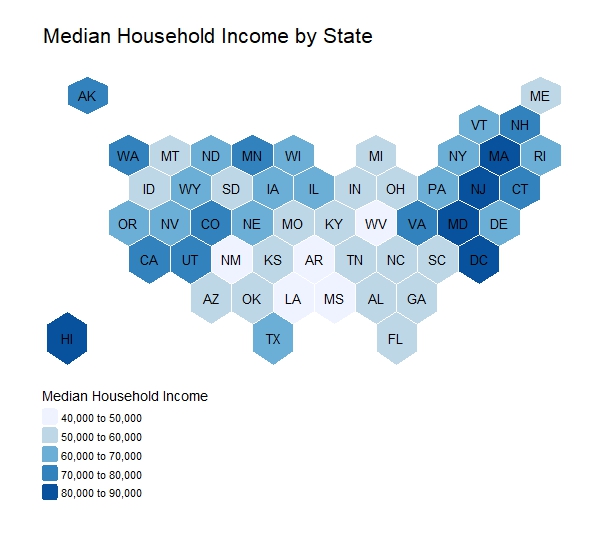 Median Household Income by State
AK ME
VT NH
WA MT ND MN WI MI NY MA RI
ID WY SD IA IL IN OH PA NJ CT
OR NV CO NE MO KY WV VA MD DE
CA UT NM KS AR TN NC SC DC
AZ OK LA MS AL GA
HI TX FL
Median Household Income
40,000 to 50,000
50,000 to 60,000
60,000 to 70,000
70,000 to 80,000
80,000 to 90,000